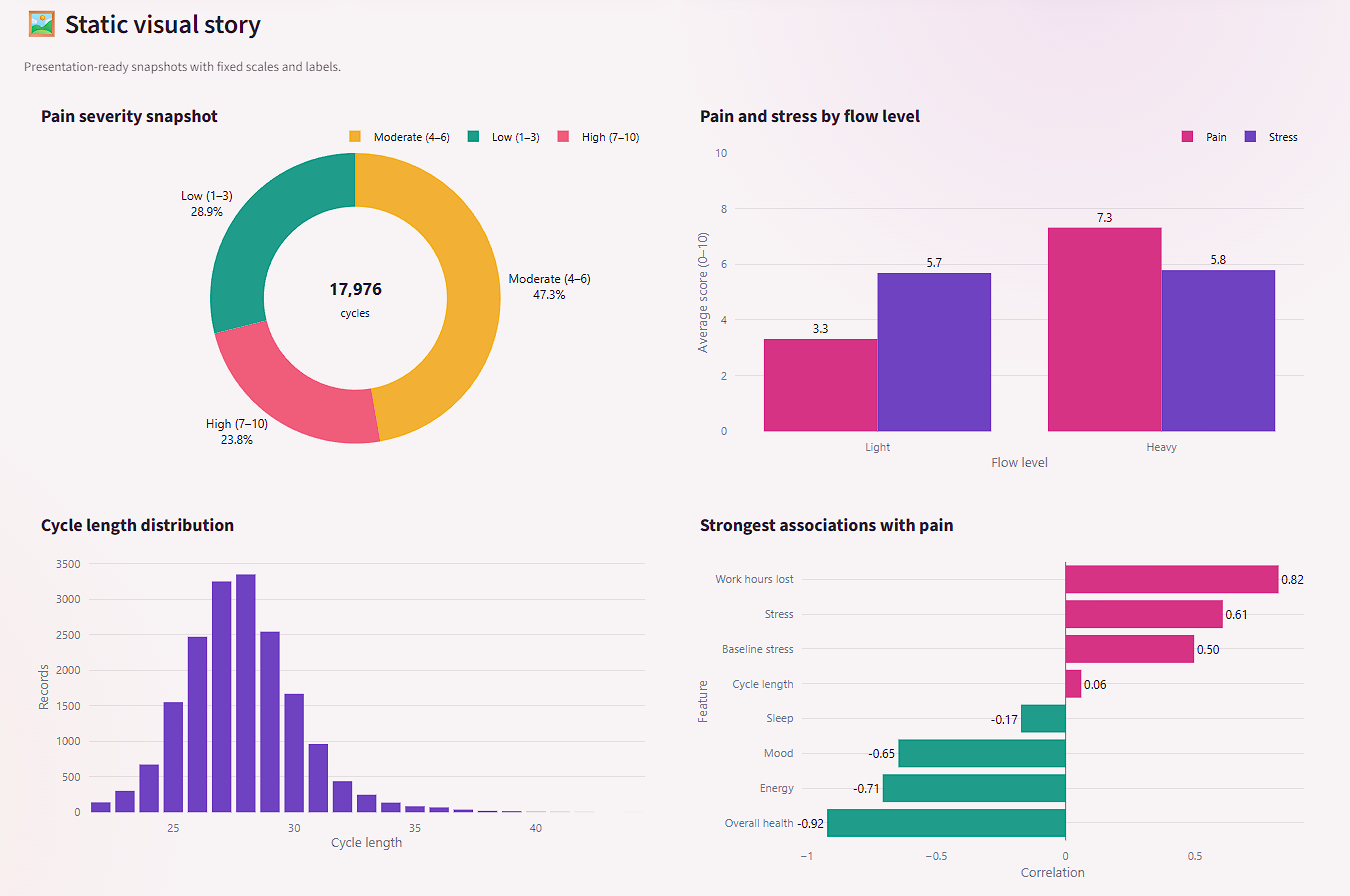 Static visual story
Presentation-ready snapshots with fixed scales and labels.
Pain severity snapshot
Moderate (4–6)
Low (1–3)
High (7–10)
Low (1–3)
28.9%
Moderate (4–6)
47.3%
17,976
cycles
High (7–10)
23.8%
Pain and stress by flow level
Pain
Stress
Average score (0–10)
10
8
6
4
2
0
3.3
5.7
7.3
5.8
Light
Heavy
Flow level
Cycle length distribution
Records
3500
3000
2500
2000
1500
1000
500
0
25
30
35
40
Cycle length
Strongest associations with pain
Feature
Work hours lost
0.82
Stress
0.61
Baseline stress
0.50
Cycle length
0.06
Sleep
-0.17
Mood
-0.65
Energy
-0.71
Overall health
-0.92
−1
−0.5
0
0.5
Correlation